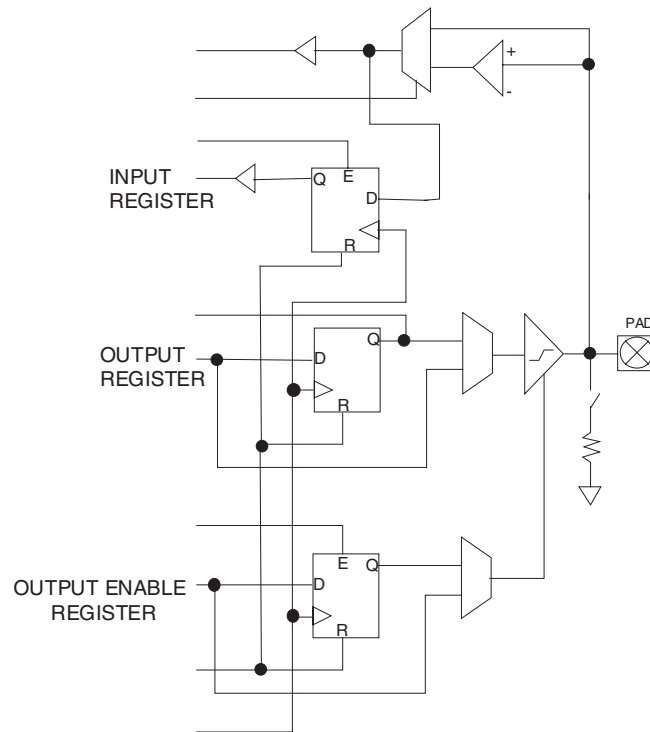 +
-
E
INPUT
REGISTER
Q
D
R
PAD
OUTPUT
REGISTER
Q
D
R
E
Q
OUTPUT ENABLE
REGISTER
D
R